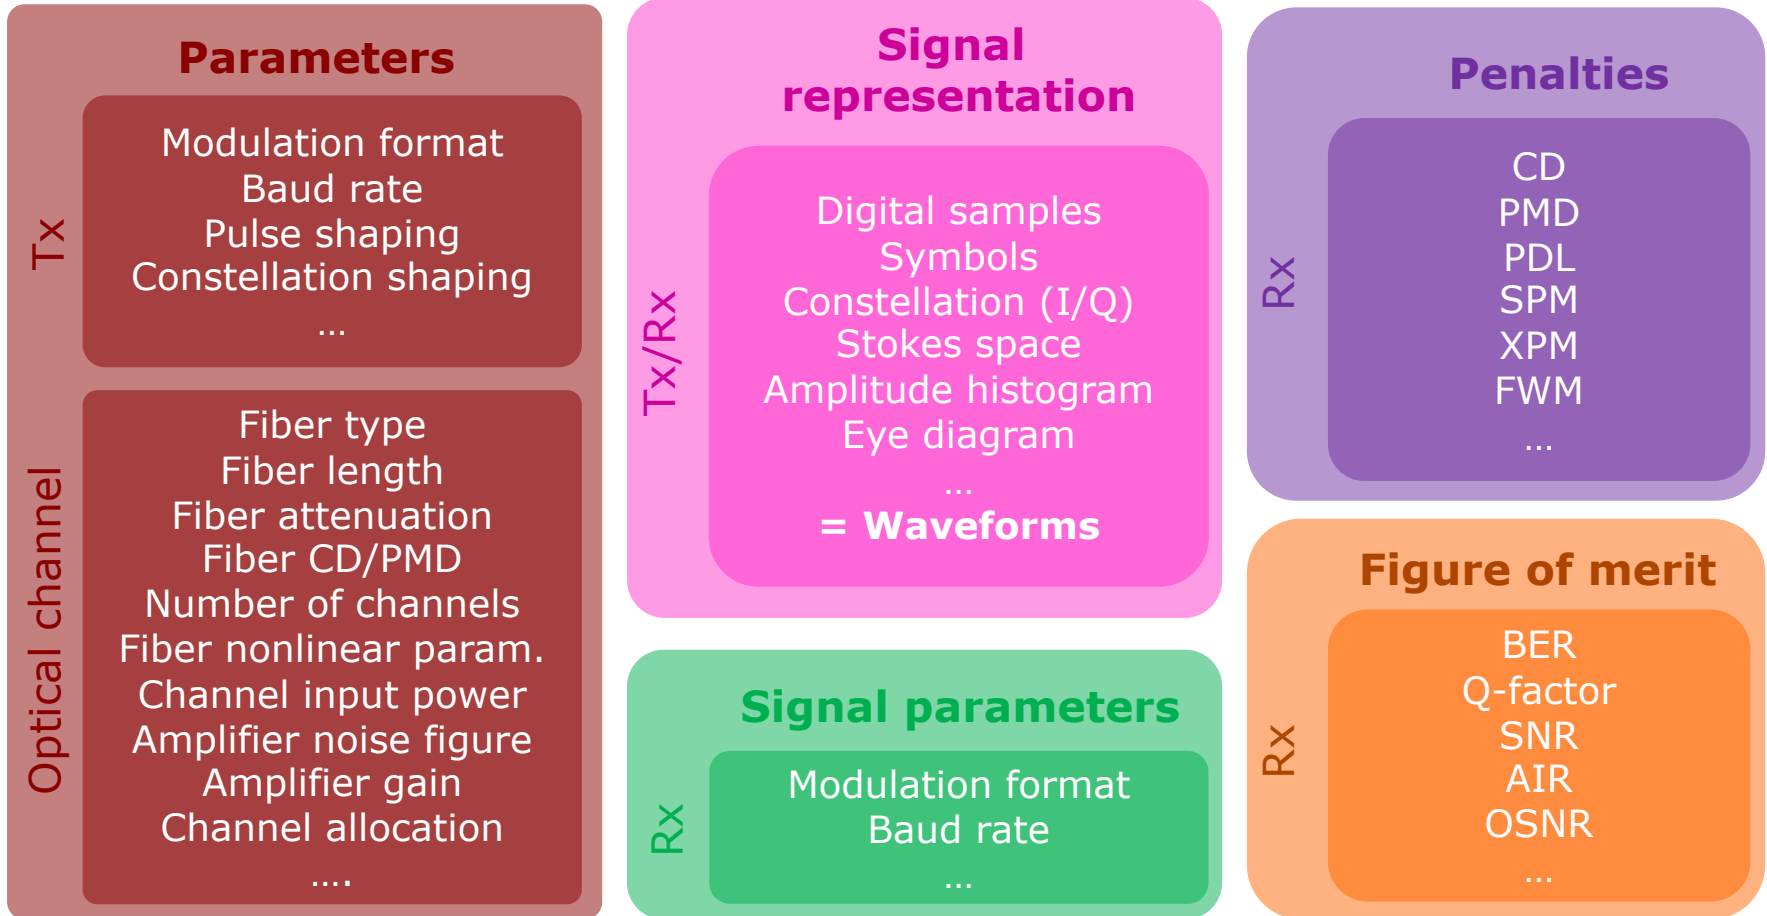 Parameters
Tx
Modulation format
Baud rate
Pulse shaping
Constellation shaping
...
Optical channel
Fiber type
Fiber length
Fiber attenuation
Fiber CD/PMD
Number of channels
Fiber nonlinear param.
Channel input power
Amplifier noise figure
Amplifier gain
Channel allocation
....
Signal
representation
Tx/Rx
Digital samples
Symbols
Constellation (I/Q)
Stokes space
Amplitude histogram
Eye diagram
...
= Waveforms
Signal parameters
Rx
Modulation format
Baud rate
...
Penalties
Rx
CD
PMD
PDL
SPM
XPM
FWM
...
Figure of merit
Rx
BER
Q-factor
SNR
AIR
OSNR
...